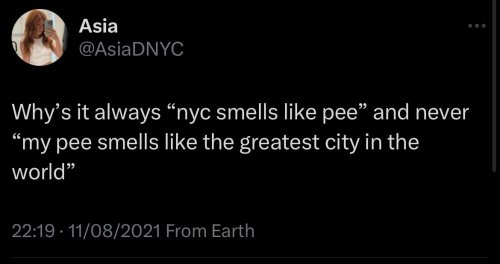 Asia
@AsiaDNYC
Why’s it always “nyc smells like pee” and never
“my pee smells like the greatest city in the
world”
22:19 · 11/08/2021 From Earth